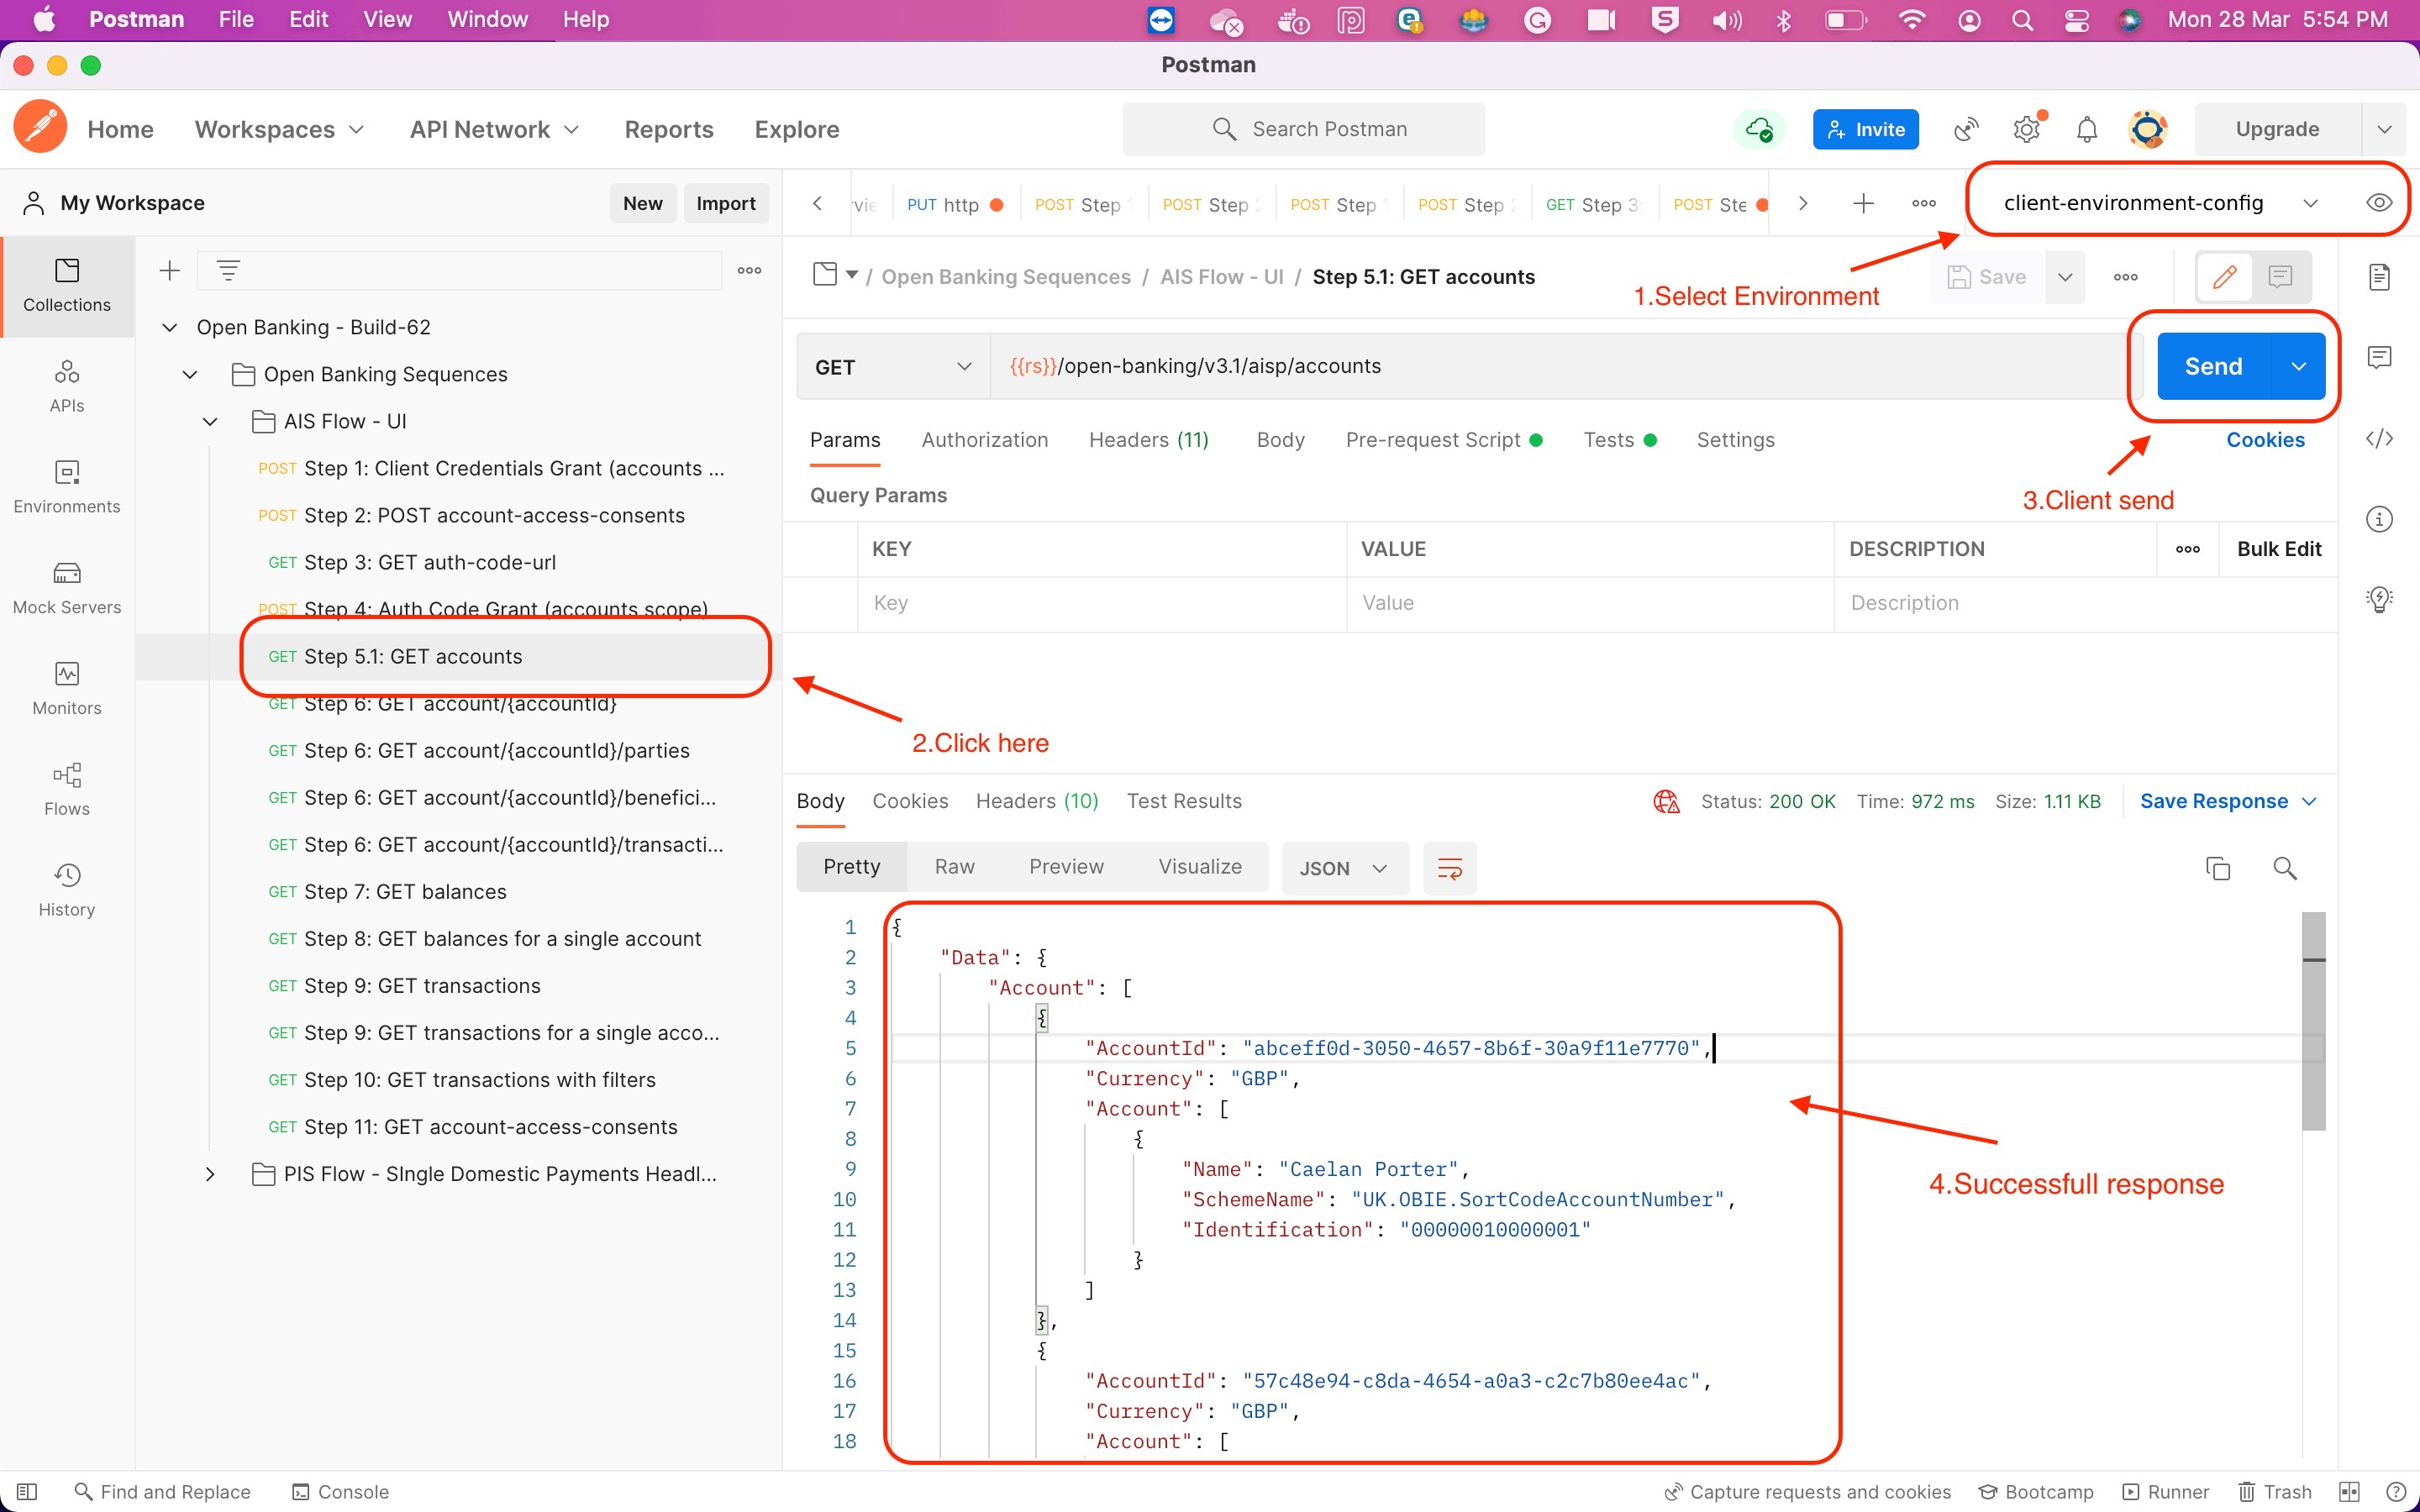 Postman File Edit View Window Help Mon 28 Mar 5:54 PM
Postman
Home Workspaces API Network Reports Explore Search Postman Invite Upgrade
My Workspace New Import
PUT http POST Step 1 POST Step 2 POST Step 1 POST Step 2 GET Step 3: POST Ste
client-environment-config
Collections
APIs
Environments
Mock Servers
Monitors
Flows
History
Open Banking - Build-62
Open Banking Sequences
AIS Flow - UI
POST Step 1: Client Credentials Grant (accounts ...
POST Step 2: POST account-access-consents
GET Step 3: GET auth-code-url
POST Step 4: Auth Code Grant (accounts scope)
GET Step 5.1: GET accounts
GET Step 6: GET account/{accountId}
GET Step 6: GET account/{accountId}/parties
GET Step 6: GET account/{accountId}/benefici...
GET Step 6: GET account/{accountId}/transacti...
GET Step 7: GET balances
GET Step 8: GET balances for a single account
GET Step 9: GET transactions
GET Step 9: GET transactions for a single acco...
GET Step 10: GET transactions with filters
GET Step 11: GET account-access-consents
PIS Flow - SIngle Domestic Payments Headl...
/ Open Banking Sequences / AIS Flow - UI / Step 5.1: GET accounts
Save
1.Select Environment
GET {{rs}}/open-banking/v3.1/aisp/accounts Send
Params Authorization Headers (11) Body Pre-request Script Tests Settings Cookies
Query Params
3.Client send
KEY VALUE DESCRIPTION Bulk Edit
Key Value Description
2.Click here
Body Cookies Headers (10) Test Results Status: 200 OK Time: 972 ms Size: 1.11 KB Save Response
Pretty Raw Preview Visualize JSON
1 {
2 "Data": {
3 "Account": [
4 {
5 "AccountId": "abceff0d-3050-4657-8b6f-30a9f11e7770",
6 "Currency": "GBP",
7 "Account": [
8 {
9 "Name": "Caelan Porter",
10 "SchemeName": "UK.OBIE.SortCodeAccountNumber",
11 "Identification": "00000010000001"
12 }
13 ]
14 },
15 {
16 "AccountId": "57c48e94-c8da-4654-a0a3-c2c7b80ee4ac",
17 "Currency": "GBP",
18 "Account": [
4.Successfull response
Find and Replace Console Capture requests and cookies Bootcamp Runner Trash